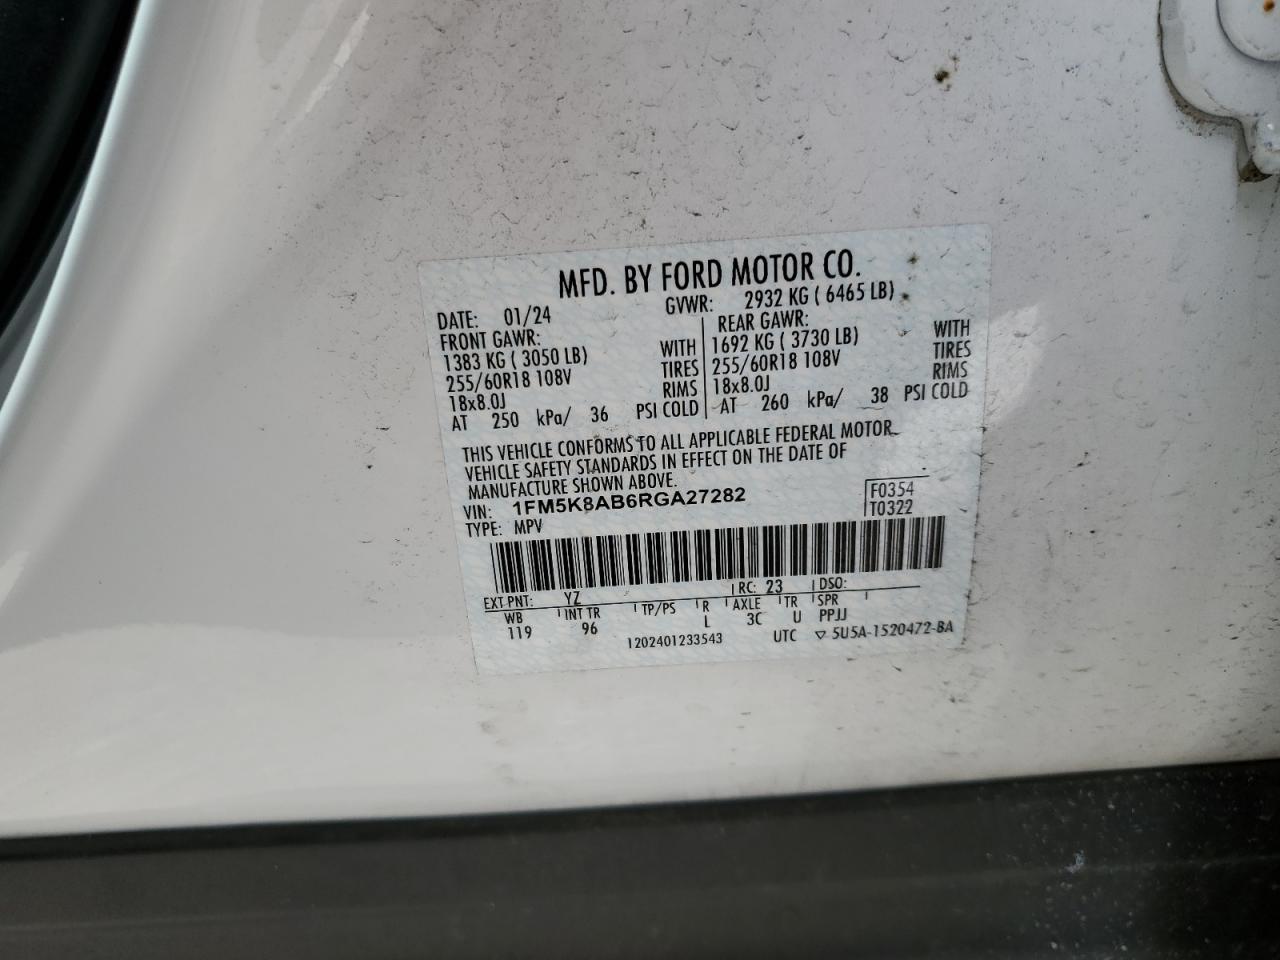 MFD. BY FORD MOTOR CO.
DATE: 01/24 GVWR: 2932 KG ( 6465 LB)
FRONT GAWR: REAR GAWR:
1383 KG ( 3050 LB) WITH 1692 KG ( 3730 LB) WITH
255/60R18 108V TIRES 255/60R18 108V TIRES
18x8.0J RIMS 18x8.0J RIMS
AT 250 kPa/ 36 PSI COLD AT 260 kPa/ 38 PSI COLD
THIS VEHICLE CONFORMS TO ALL APPLICABLE FEDERAL MOTOR
VEHICLE SAFETY STANDARDS IN EFFECT ON THE DATE OF
MANUFACTURE SHOWN ABOVE.
VIN: 1FM5K8AB6RGA27282 F0354
TYPE: MPV T0322
EXT PNT: YZ RC: 23 DSO:
WB INT TR TP/PS R AXLE TR SPR
119 96 L 3C U PPJJ
1202401233543 UTC ▽ 5U5A-1520472-BA